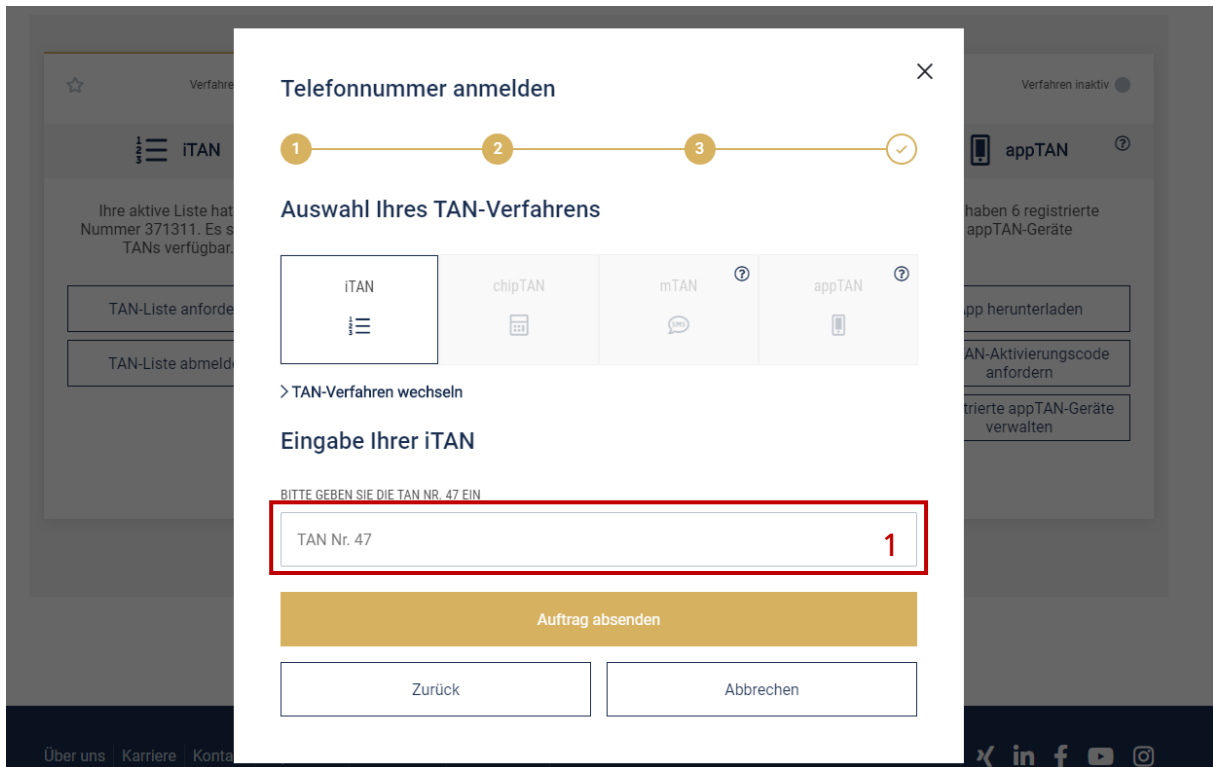 Telefonnummer anmelden
1 2 3
Auswahl Ihres TAN-Verfahrens
iTAN chipTAN mTAN appTAN
SMS
TAN-Verfahren wechseln
Eingabe Ihrer iTAN
BITTE GEBEN SIE DIE TAN NR. 47 EIN
TAN Nr. 47 1
Auftrag absenden
Zurück Abbrechen
Verfahre
iTAN
Ihre aktive Liste hat
Nummer 371311. Es s
TANs verfügbar.
TAN-Liste anforde
TAN-Liste abmeld
Verfahren inaktiv
appTAN
haben 6 registrierte
appTAN-Geräte
pp herunterladen
AN-Aktivierungscode
anfordern
trierte appTAN-Geräte
verwalten
Über uns Karriere Konta